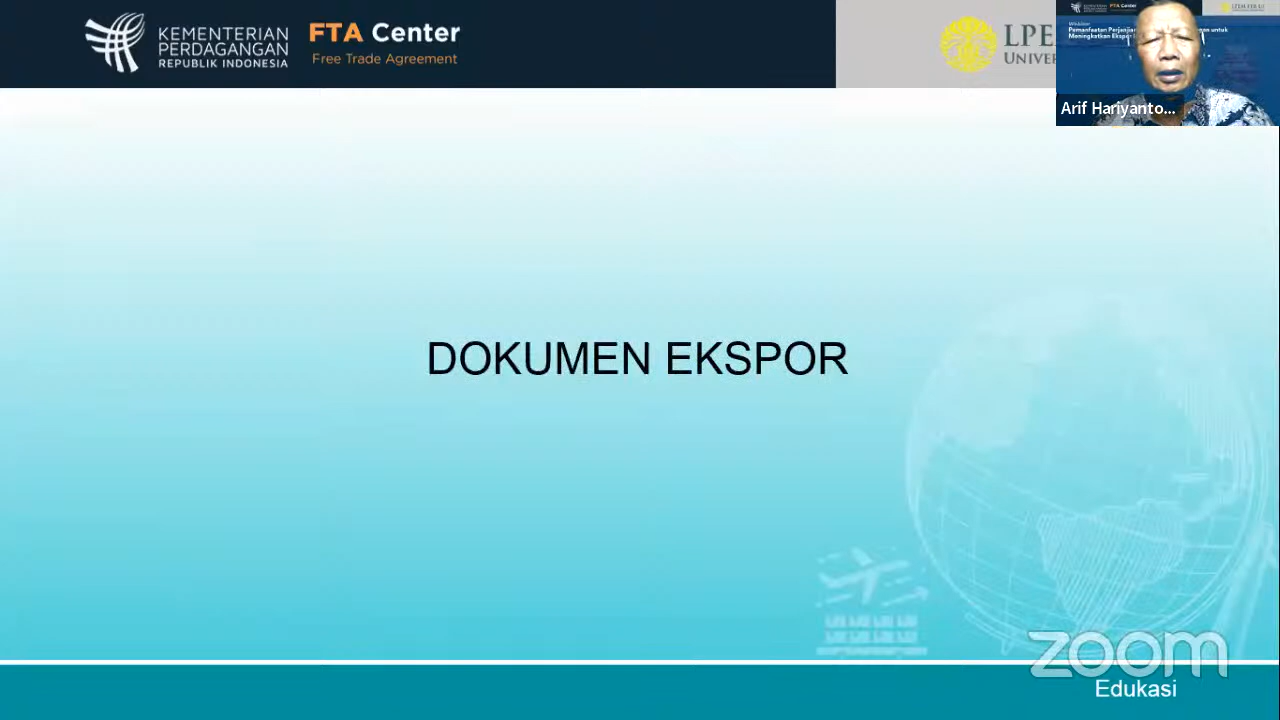 KEMENTERIAN
PERDAGANGAN
REPUBLIK INDONESIA
FTA Center
Free Trade Agreement
Arif Hariyanto...
DOKUMEN EKSPOR
zoom
Edukasi